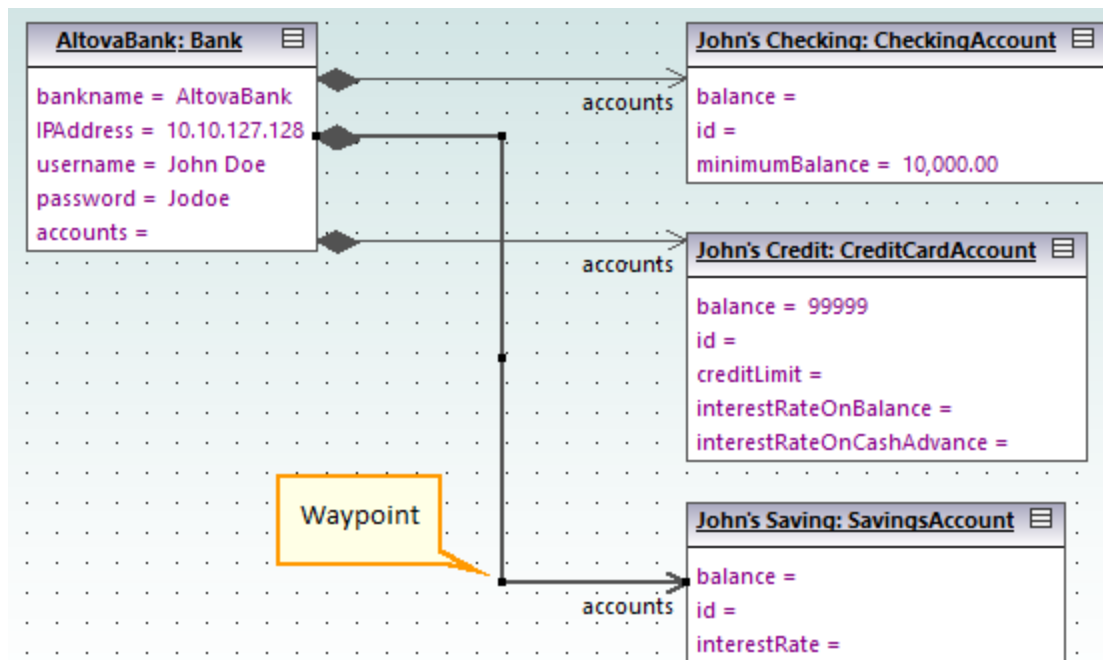 AltovaBank: Bank
bankname = AltovaBank
IPAddress = 10.10.127.128
username = John Doe
password = Jodoe
accounts =
accounts
John's Checking: CheckingAccount
balance =
id =
minimumBalance = 10,000.00
accounts
John's Credit: CreditCardAccount
balance = 99999
id =
creditLimit =
interestRateOnBalance =
interestRateOnCashAdvance =
Waypoint
accounts
John's Saving: SavingsAccount
balance =
id =
interestRate =